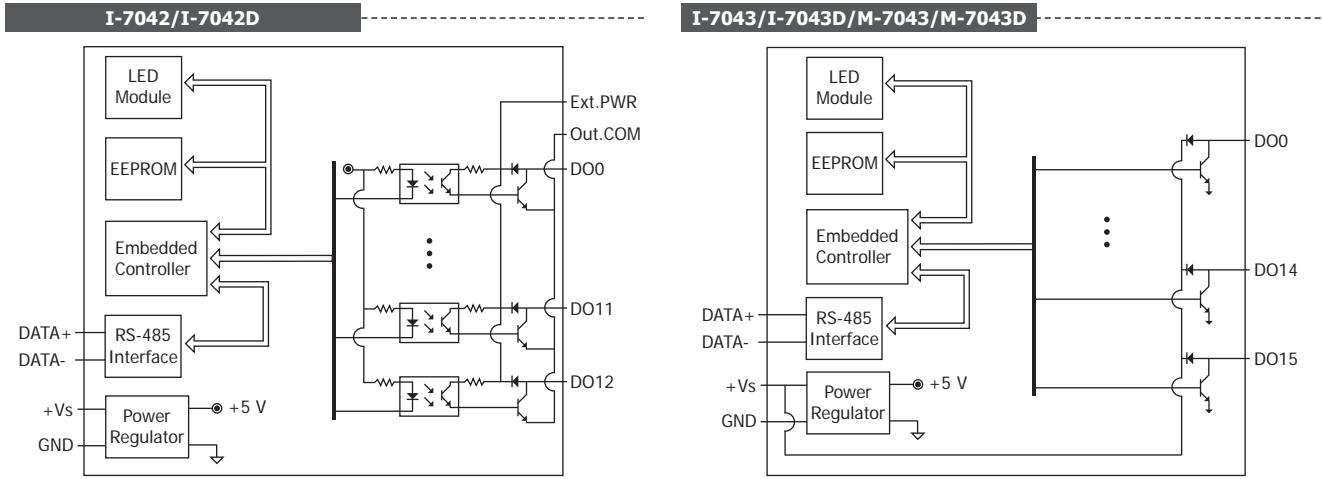 I-7042/I-7042D
LED
Module
EEPROM
Embedded
Controller
DATA+
DATA-
RS-485
Interface
+Vs
GND
Power
Regulator
+5 V
Ext.PWR
Out.COM
DO0
DO11
DO12
I-7043/I-7043D/M-7043/M-7043D
LED
Module
EEPROM
Embedded
Controller
DATA+
DATA-
RS-485
Interface
+Vs
GND
Power
Regulator
+5 V
DO0
DO14
DO15